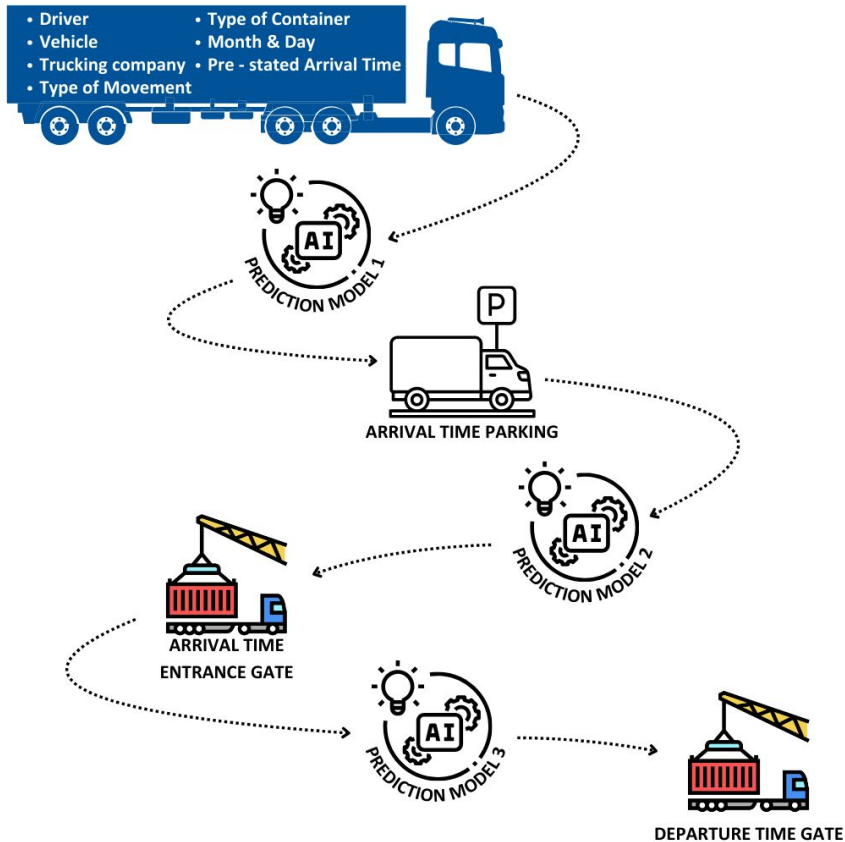 • Driver
• Vehicle
• Trucking company
• Type of Movement
• Type of Container
• Month & Day
• Pre - stated Arrival Time
AI
PREDICTION MODEL 1
P
ARRIVAL TIME PARKING
AI
PREDICTION MODEL 2
ARRIVAL TIME
ENTRANCE GATE
AI
PREDICTION MODEL 3
DEPARTURE TIME GATE